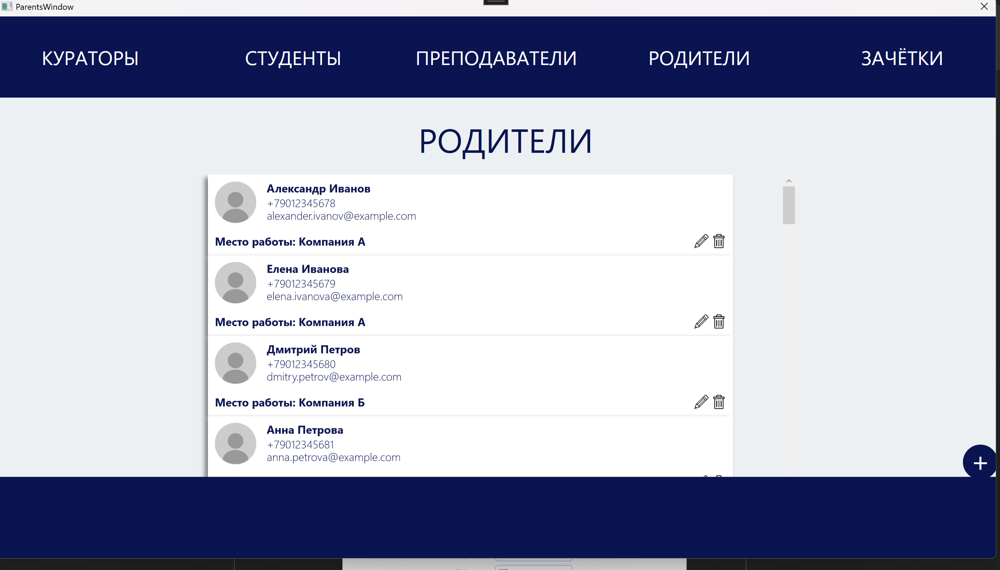 ParentsWindow
КУРАТОРЫ СТУДЕНТЫ ПРЕПОДАВАТЕЛИ РОДИТЕЛИ ЗАЧЁТКИ
РОДИТЕЛИ
Александр Иванов
+79012345678
alexander.ivanov@example.com
Место работы: Компания А
Елена Иванова
+79012345679
elena.ivanova@example.com
Место работы: Компания А
Дмитрий Петров
+79012345680
dmitry.petrov@example.com
Место работы: Компания Б
Анна Петрова
+79012345681
anna.petrova@example.com
+